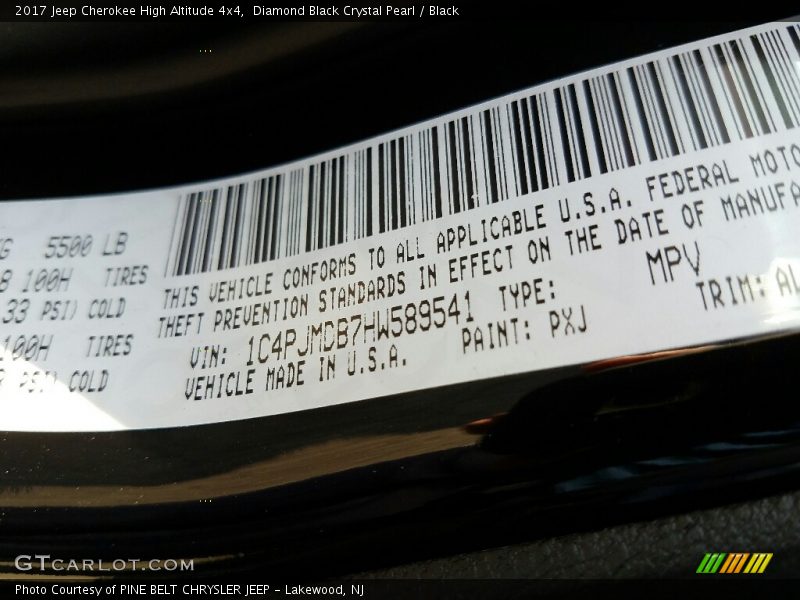 2017 Jeep Cherokee High Altitude 4x4,  Diamond Black Crystal Pearl / Black
5500 LB
100H TIRES
33 PSI) COLD
100H TIRES
PSI) COLD
THIS VEHICLE CONFORMS TO ALL APPLICABLE U.S.A. FEDERAL MOTO
THEFT PREVENTION STANDARDS IN EFFECT ON THE DATE OF MANUFA
VIN: 1C4PJMDB7HW589541 TYPE: MPV
VEHICLE MADE IN U.S.A. PAINT: PXJ TRIM: AL
GTCARLOT.COM
Photo Courtesy of PINE BELT CHRYSLER JEEP - Lakewood, NJ